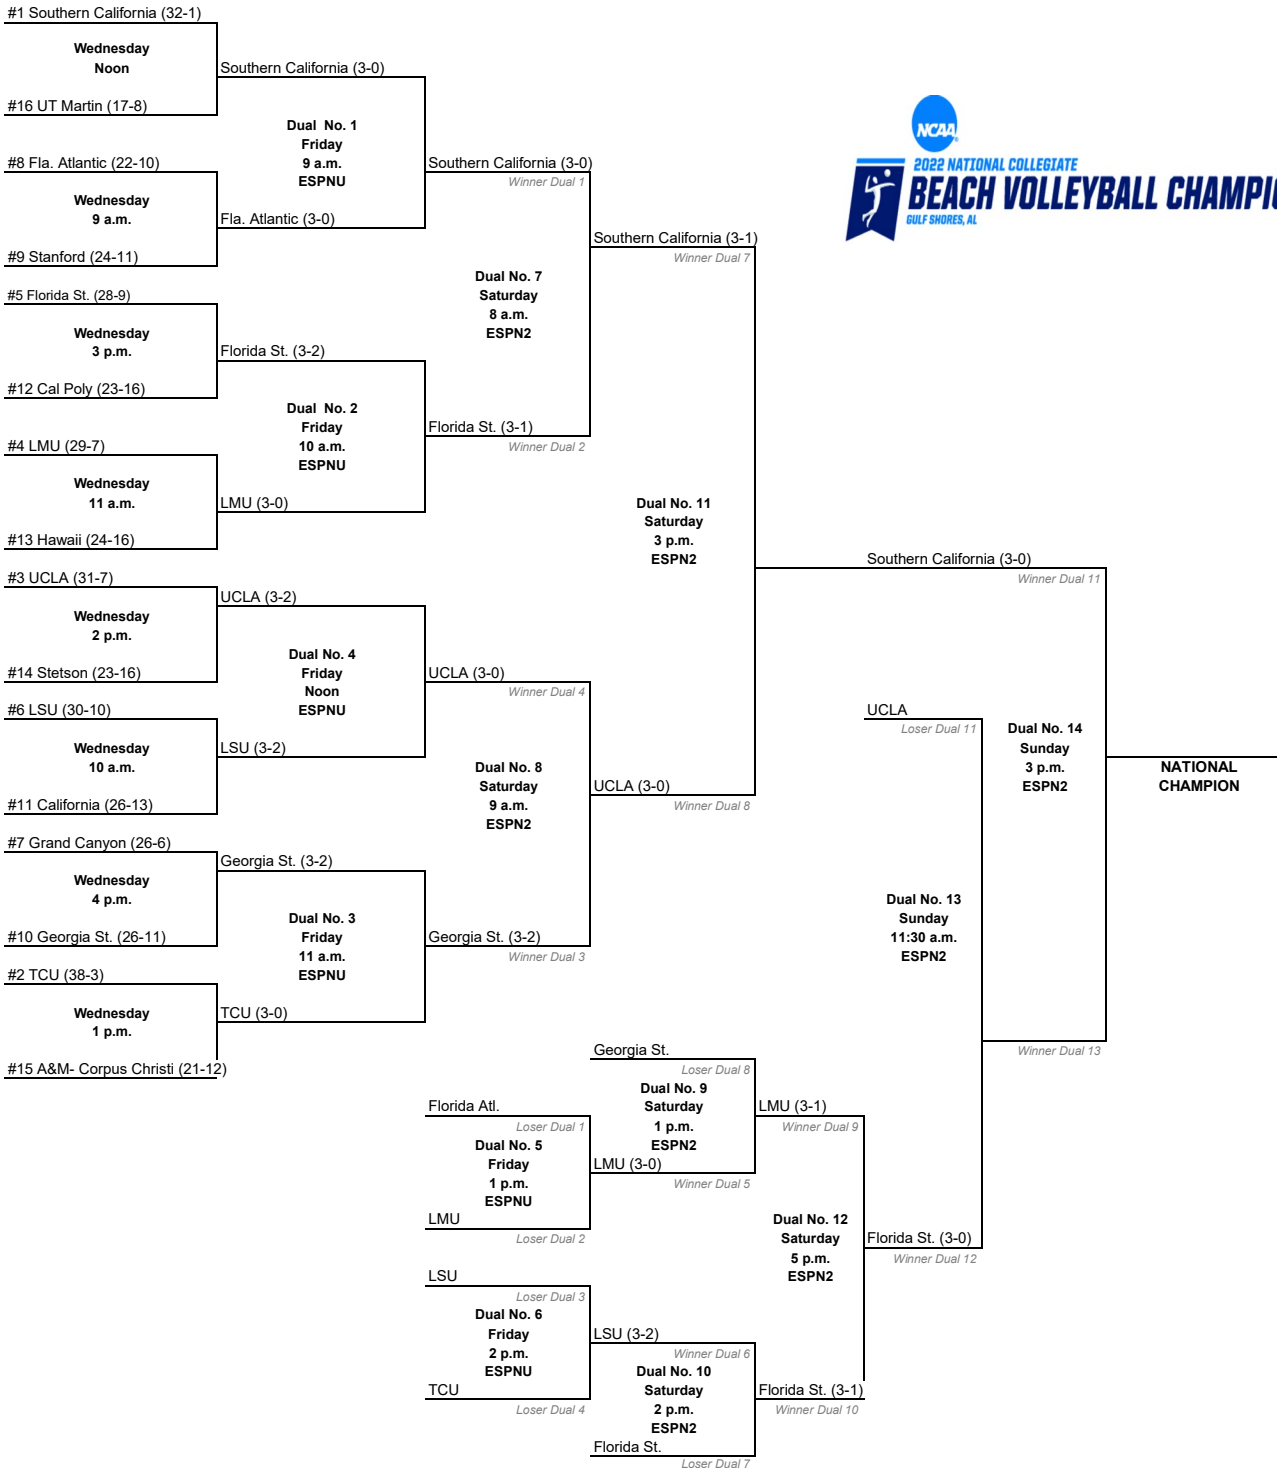 #1 Southern California (32-1)
Wednesday
Noon
#16 UT Martin (17-8)
#8 Fla. Atlantic (22-10)
Wednesday
9 a.m.
#9 Stanford (24-11)
#5 Florida St. (28-9)
Wednesday
3 p.m.
#12 Cal Poly (23-16)
#4 LMU (29-7)
Wednesday
11 a.m.
#13 Hawaii (24-16)
#3 UCLA (31-7)
Wednesday
2 p.m.
#14 Stetson (23-16)
#6 LSU (30-10)
Wednesday
10 a.m.
#11 California (26-13)
#7 Grand Canyon (26-6)
Wednesday
4 p.m.
#10 Georgia St. (26-11)
#2 TCU (38-3)
Wednesday
1 p.m.
#15 A&M- Corpus Christi (21-12)
Southern California (3-0)
Dual No. 1
Friday
9 a.m.
ESPNU
Fla. Atlantic (3-0)
Florida St. (3-2)
Dual No. 2
Friday
10 a.m.
ESPNU
LMU (3-0)
UCLA (3-2)
Dual No. 4
Friday
Noon
ESPNU
LSU (3-2)
Georgia St. (3-2)
Dual No. 3
Friday
11 a.m.
ESPNU
TCU (3-0)
Southern California (3-0)
Winner Dual 1
Dual No. 7
Saturday
8 a.m.
ESPN2
Florida St. (3-1)
Winner Dual 2
UCLA (3-0)
Winner Dual 4
Dual No. 8
Saturday
9 a.m.
ESPN2
Georgia St. (3-2)
Winner Dual 3
Florida Atl.
Loser Dual 1
Dual No. 5
Friday
1 p.m.
ESPNU
LMU
Loser Dual 2
LSU
Loser Dual 3
Dual No. 6
Friday
2 p.m.
ESPNU
TCU
Loser Dual 4
Southern California (3-1)
Winner Dual 7
Dual No. 11
Saturday
3 p.m.
ESPN2
UCLA (3-0)
Winner Dual 8
Georgia St.
Loser Dual 8
Dual No. 9
Saturday
1 p.m.
ESPN2
LMU (3-0)
Winner Dual 5
LSU (3-2)
Winner Dual 6
Dual No. 10
Saturday
2 p.m.
ESPN2
Florida St.
Loser Dual 7
LMU (3-1)
Winner Dual 9
Dual No. 12
Saturday
5 p.m.
ESPN2
Florida St. (3-1)
Winner Dual 10
NCAA
2022 NATIONAL COLLEGIATE
BEACH VOLLEYBALL CHAMPIO
GULF SHORES, AL
Southern California (3-0)
Winner Dual 11
UCLA
Loser Dual 11
Dual No. 13
Sunday
11:30 a.m.
ESPN2
Florida St. (3-0)
Winner Dual 12
Dual No. 14
Sunday
3 p.m.
ESPN2
Winner Dual 13
NATIONAL
CHAMPION